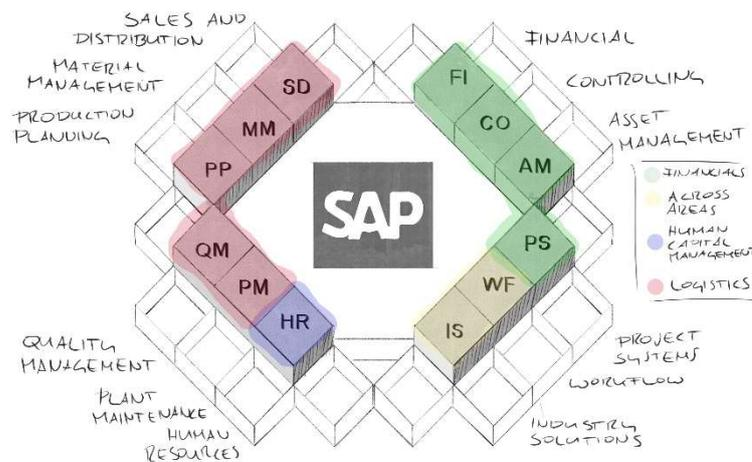 SALES AND
DISTRIBUTION
MATERIAL
MANAGEMENT
PRODUCTION
PLANNING
SD
MM
PP
FINANCIAL
CONTROLLING
ASSET
MANAGEMENT
FI
CO
AM
SAP
FINANCIALS
ACROSS
AREAS
HUMAN
CAPITAL
MANAGEMENT
LOGISTICS
QM
PM
HR
PS
WF
IS
QUALITY
MANAGEMENT
PLANT
MAINTENANCE
HUMAN
RESOURCES
PROJECT
SYSTEMS
WORKFLOW
INDUSTRY
SOLUTIONS